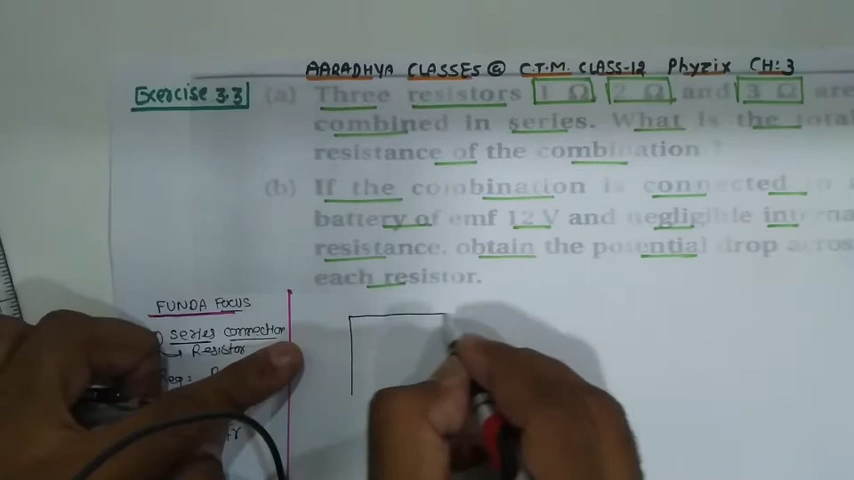 AARADHYA CLASSES © C.T.M. CLASS-12 Phyzix CH:3
Exercise 3.3 (a) Three resistors 1 Ω 2 Ω and 3 Ω are
combined in series. What is the total
resistance of the combination ?
(b) If the combination is connected to a
battery of emf 12 V and negligible interna
resistance, obtain the potential drop across
each resistor.
FUNDA FOCUS
series connection
Resistor